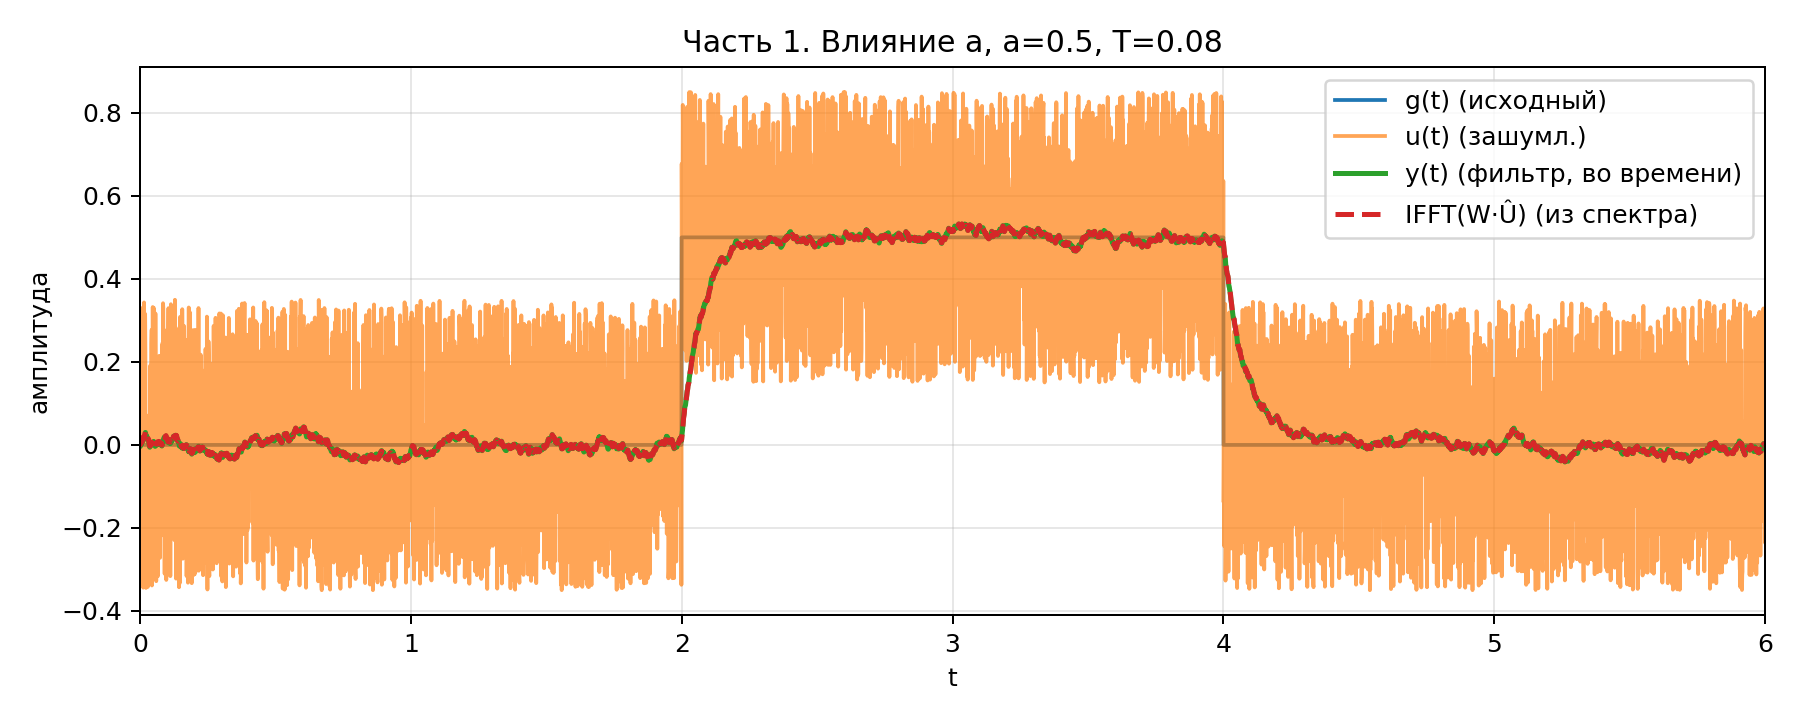 Часть 1. Влияние a, a=0.5, T=0.08
g(t) (исходный)
u(t) (зашумл.)
y(t) (фильтр, во времени)
IFFT(W·Û) (из спектра)
амплитуда
0.8
0.6
0.4
0.2
0.0
−0.2
−0.4
0 1 2 3 4 5 6
t